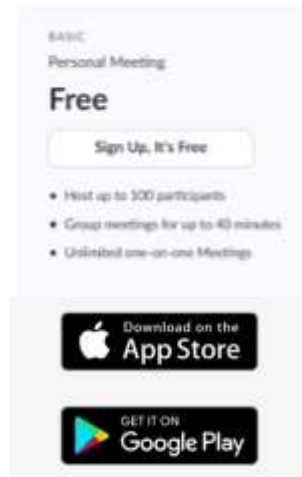 BASIC
Personal Meeting
Free
Sign Up, It's Free
• Host up to 100 participants
• Group meetings for up to 40 minutes
• Unlimited one-on-one Meetings
Download on the
App Store
GET IT ON
Google Play